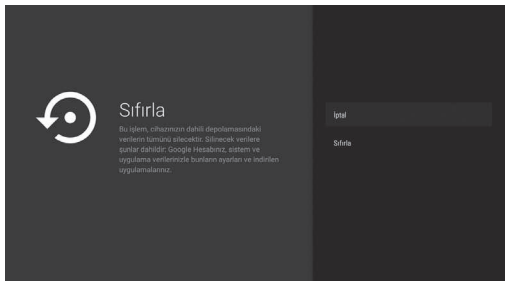 Sıfırla
Bu işlem, cihazınızın dahili depolamasındaki
verilerin tümünü silecektir. Silinecek verilere
şunlar dahildir: Google Hesabınız, sistem ve
uygulama verilerinizle bunların ayarları ve indirilen
uygulamalarınız.
İptal
Sıfırla